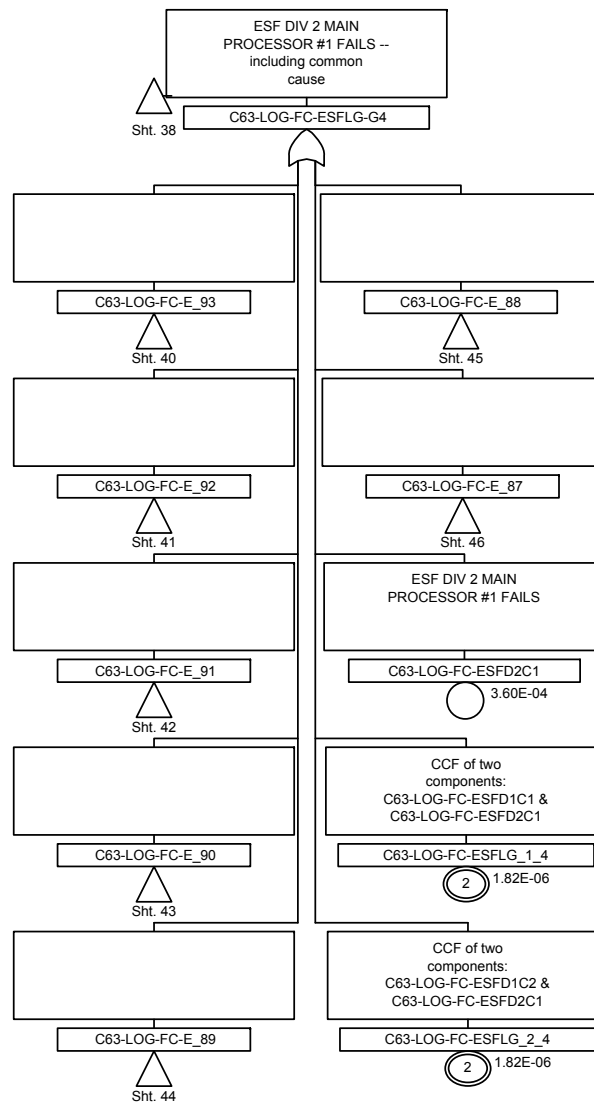 ESF DIV 2 MAIN
PROCESSOR #1 FAILS --
including common
cause
Sht. 38
C63-LOG-FC-ESFLG-G4
C63-LOG-FC-E_93
Sht. 40
C63-LOG-FC-E_88
Sht. 45
C63-LOG-FC-E_92
Sht. 41
C63-LOG-FC-E_87
Sht. 46
C63-LOG-FC-E_91
Sht. 42
ESF DIV 2 MAIN
PROCESSOR #1 FAILS
C63-LOG-FC-ESFD2C1
3.60E-04
C63-LOG-FC-E_90
Sht. 43
CCF of two
components:
C63-LOG-FC-ESFD1C1 &
C63-LOG-FC-ESFD2C1
C63-LOG-FC-ESFLG_1_4
2
1.82E-06
C63-LOG-FC-E_89
Sht. 44
CCF of two
components:
C63-LOG-FC-ESFD1C2 &
C63-LOG-FC-ESFD2C1
C63-LOG-FC-ESFLG_2_4
2
1.82E-06